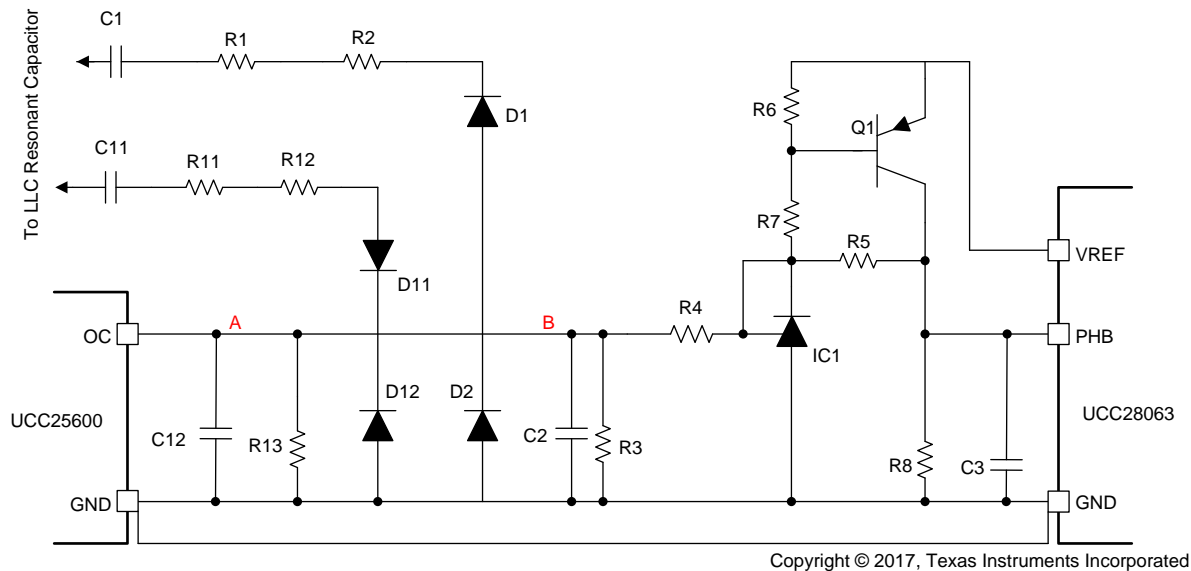 C1
R1
R2
D1
To LLC Resonant Capacitor
C11
R11
R12
D11
R6
Q1
R7
R5
VREF
A
B
R4
OC
IC1
PHB
D12
D2
UCC25600
C12
R13
C2
R3
R8
C3
UCC28063
GND
GND
Copyright © 2017, Texas Instruments Incorporated